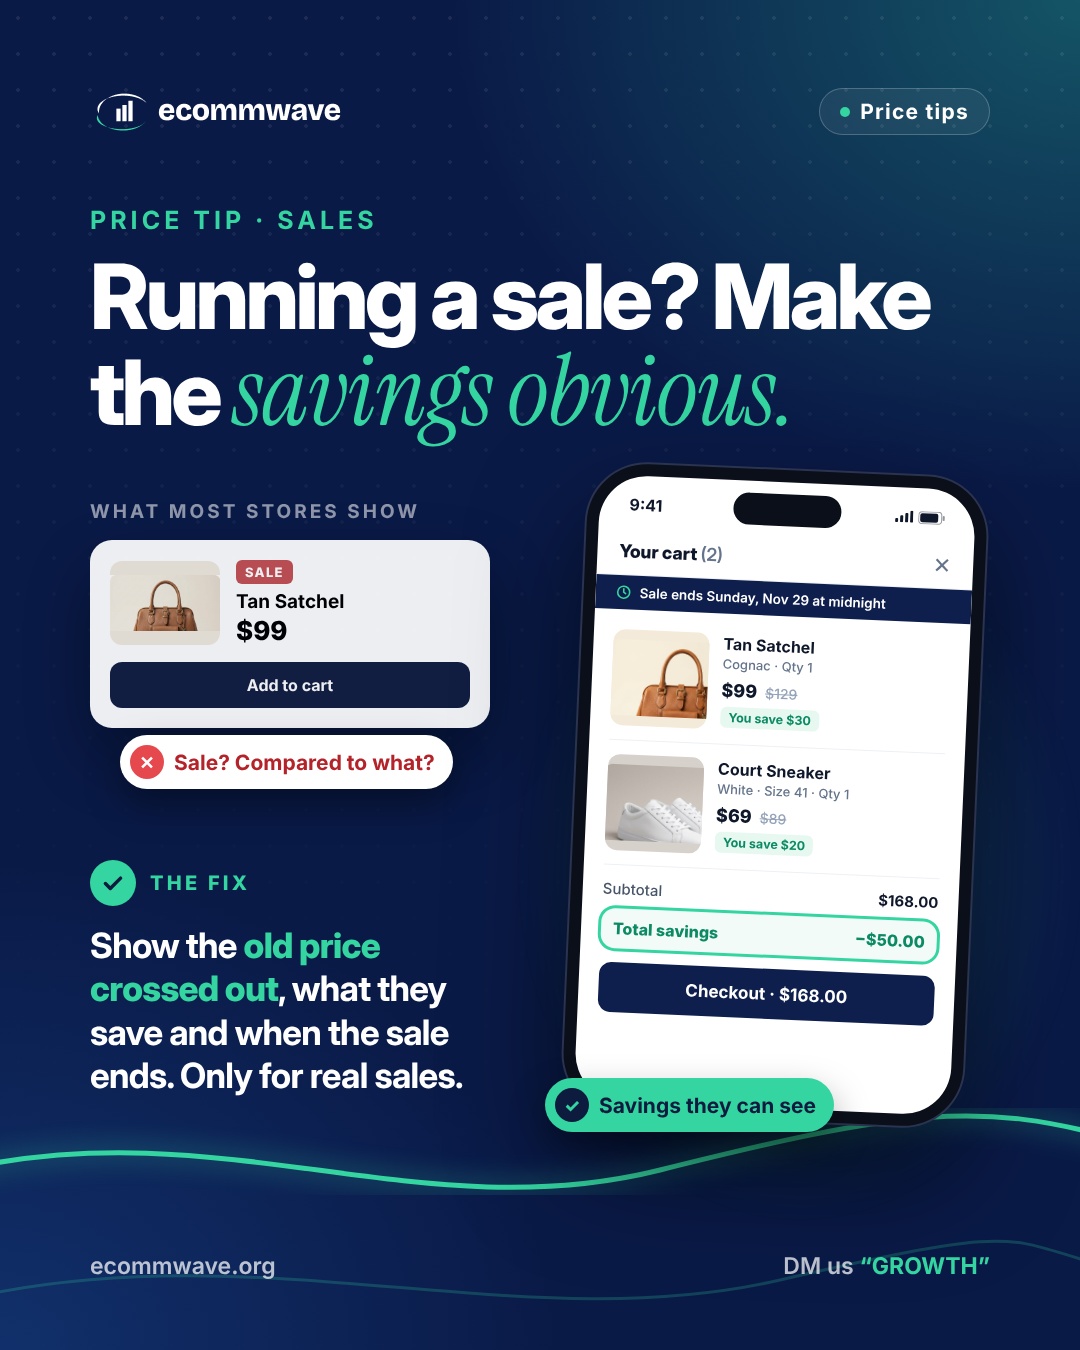 ecommwave
Price tips
PRICE TIP · SALES
Running a sale? Make
the savings obvious.
WHAT MOST STORES SHOW
SALE
Tan Satchel
$99
Add to cart
Sale? Compared to what?
THE FIX
Show the old price
crossed out, what they
save and when the sale
ends. Only for real sales.
9:41
Your cart (2)
Sale ends Sunday, Nov 29 at midnight
Tan Satchel
Cognac · Qty 1
$99 $129
You save $30
Court Sneaker
White · Size 41 · Qty 1
$69 $89
You save $20
Subtotal $168.00
Total savings −$50.00
Checkout · $168.00
Savings they can see
ecommwave.org
DM us “GROWTH”